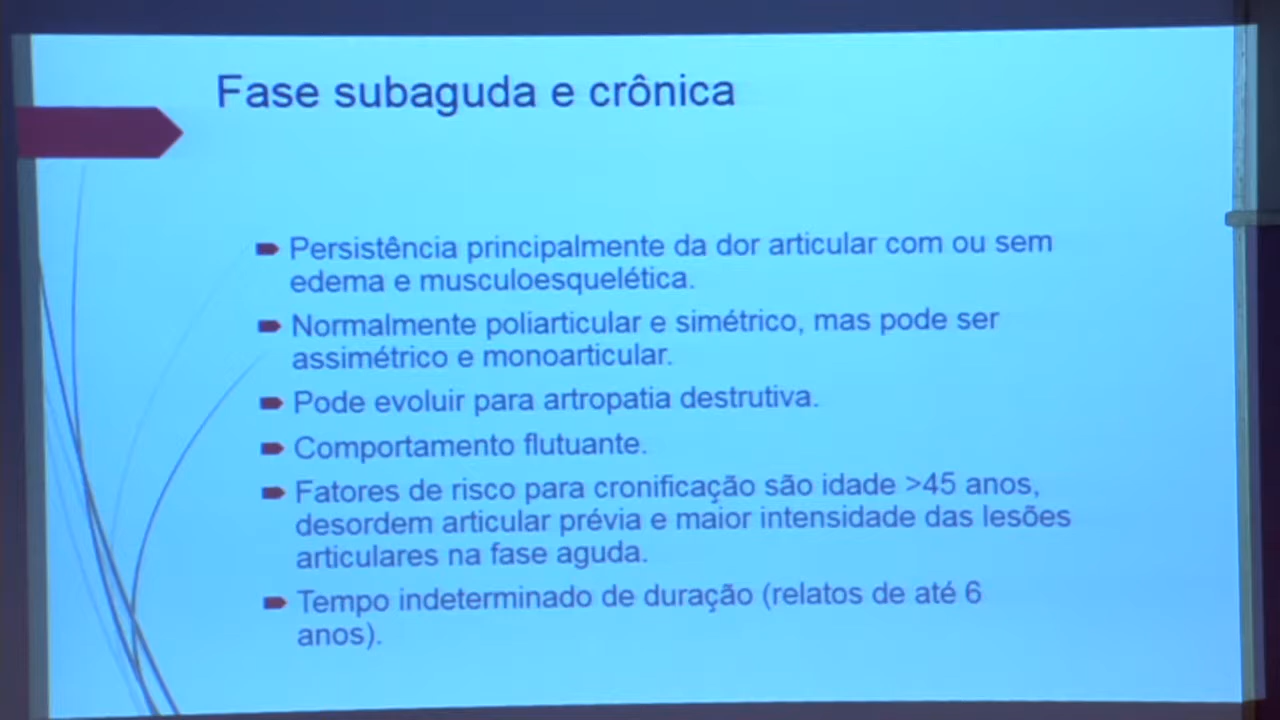 Fase subaguda e crônica
Persistência principalmente da dor articular com ou sem
edema e musculoesquelética.
Normalmente poliarticular e simétrico, mas pode ser
assimétrico e monoarticular.
Pode evoluir para artropatia destrutiva.
Comportamento flutuante.
Fatores de risco para cronificação são idade >45 anos,
desordem articular prévia e maior intensidade das lesões
articulares na fase aguda.
Tempo indeterminado de duração (relatos de até 6
anos).